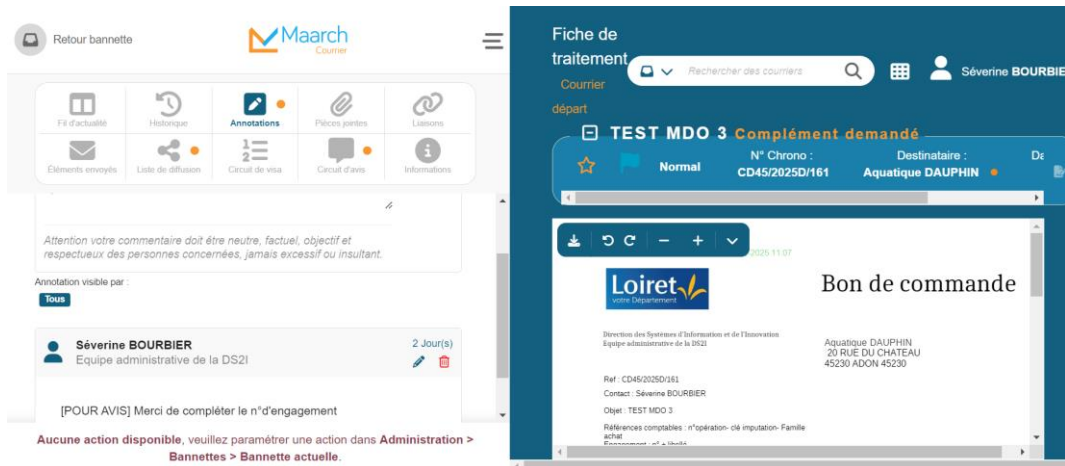 Retour bannette
Maarch
Courrier
Fil d'actualité
Historique
Annotations
Pièces jointes
Liaisons
Éléments envoyés
Liste de diffusion
Circuit de visa
Circuit d'avis
Informations
Attention votre commentaire doit être neutre, factuel, objectif et
respectueux des personnes concernées, jamais excessif ou insultant.
Annotation visible par :
Tous
Séverine BOURBIER
2 Jour(s)
Equipe administrative de la DS2I
[POUR AVIS] Merci de compléter le n°d'engagement
Aucune action disponible, veuillez paramétrer une action dans Administration >
Bannettes > Bannette actuelle.
Fiche de
traitement
Rechercher des courriers
Séverine BOURBIE
Courrier
départ
TEST MDO 3 Complément demandé
Normal
N° Chrono :
CD45/2025D/161
Destinataire :
Aquatique DAUPHIN
Da
2025 11:07
Loiret
votre Département
Bon de commande
Direction des Systèmes d'Information et de l'Innovation
Equipe administrative de la DS2I
Aquatique DAUPHIN
20 RUE DU CHATEAU
45230 ADON 45230
Ref : CD45/2025D/161
Contact : Séverine BOURBIER
Objet : TEST MDO 3
Références comptables : n°opération- clé imputation- Famille
achat
Engagement : n° + libellé